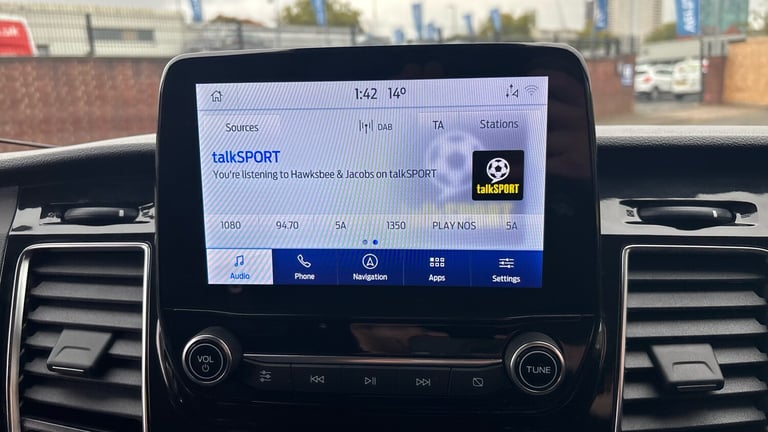 1:42 14º
Sources
DAB
TA
Stations
talkSPORT
You're listening to Hawksbee & Jacobs on talkSPORT
talkSPORT
1080 94.70 5A 1350 PLAY NOS 5A
Audio Phone Navigation Apps Settings
VOL
TUNE